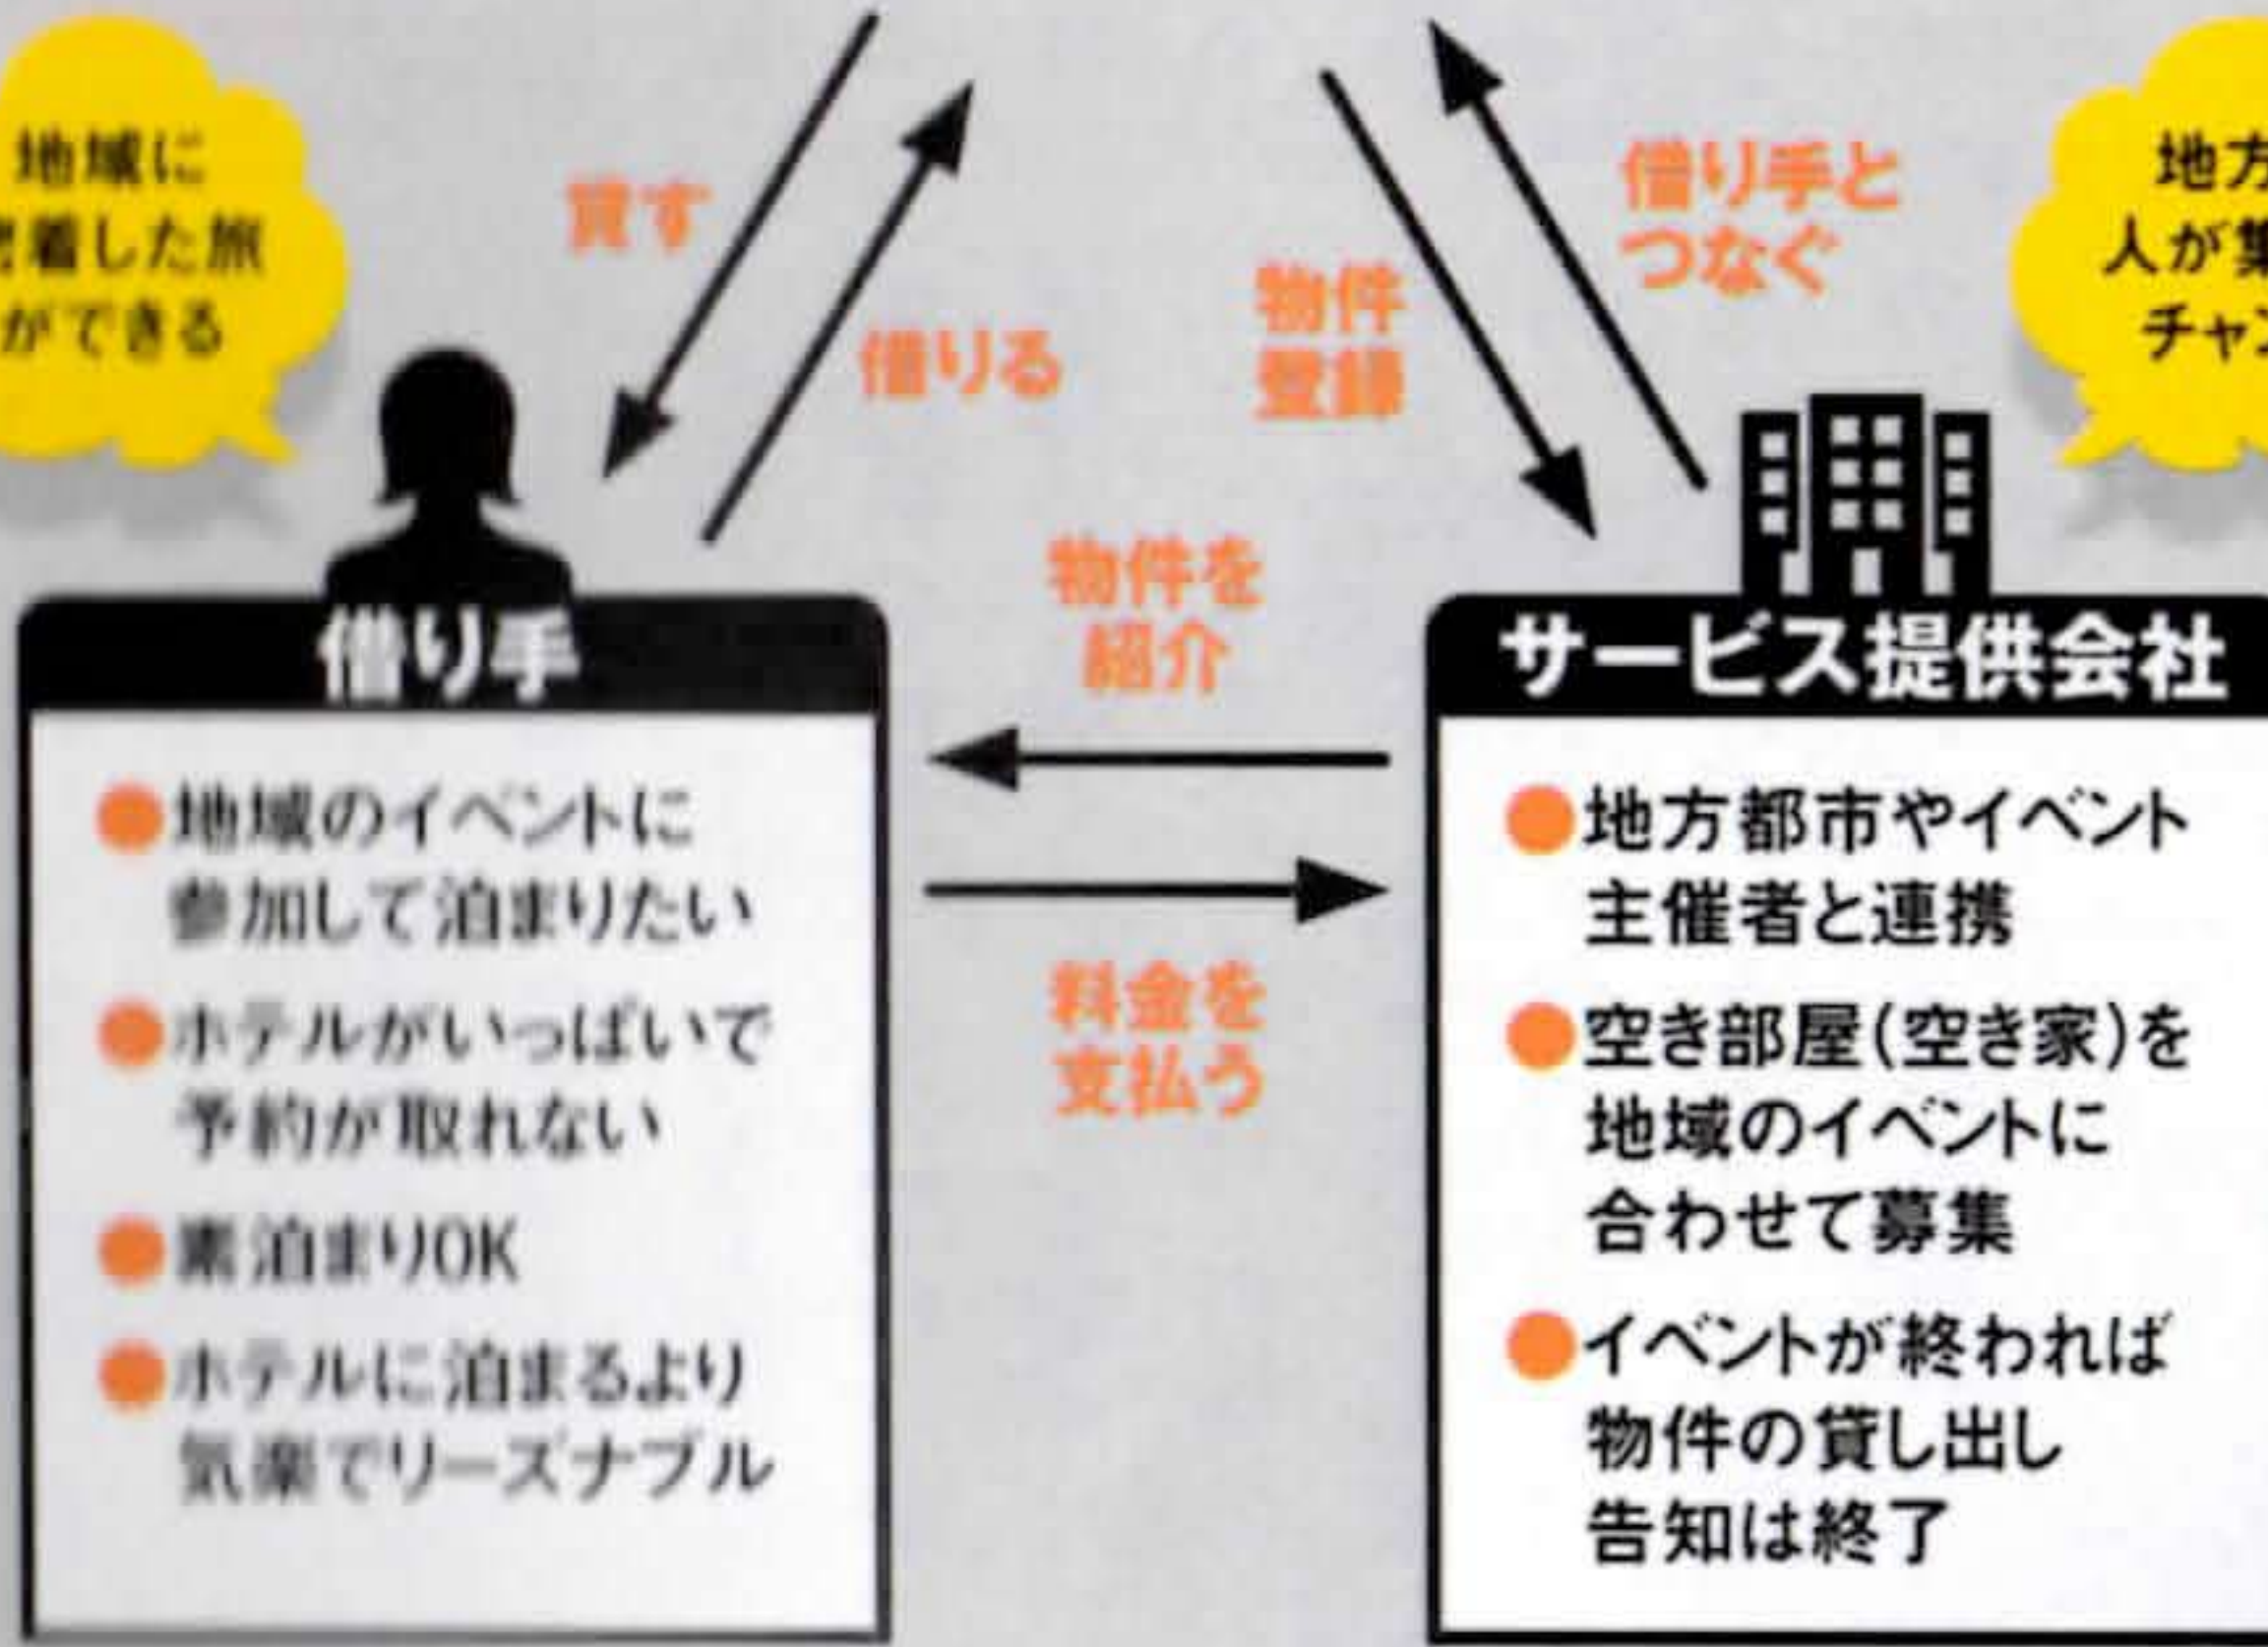 地域に
密着した旅
ができる
貸す
借りる
物件
登録
借り手と
つなぐ
地方
人が集
チャン
物件を
紹介
料金を
支払う
借り手
●地域のイベントに
参加して泊まりたい
●ホテルがいっぱいで
予約が取れない
●素泊まりOK
●ホテルに泊まるより
気楽でリーズナブル
サービス提供会社
●地方都市やイベント
主催者と連携
●空き部屋(空き家)を
地域のイベントに
合わせて募集
●イベントが終われば
物件の貸し出し
告知は終了